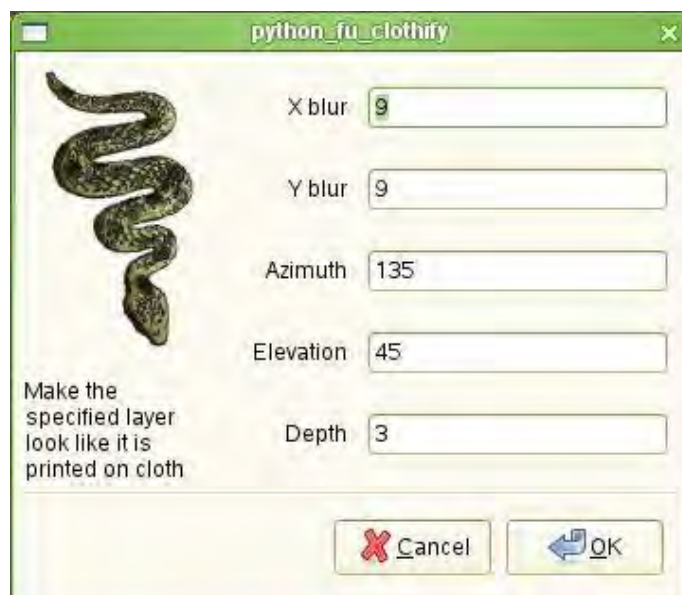 python_fu_clothify
X blur 9
Y blur 9
Azimuth 135
Elevation 45
Depth 3
Make the
specified layer
look like it is
printed on cloth
Cancel OK